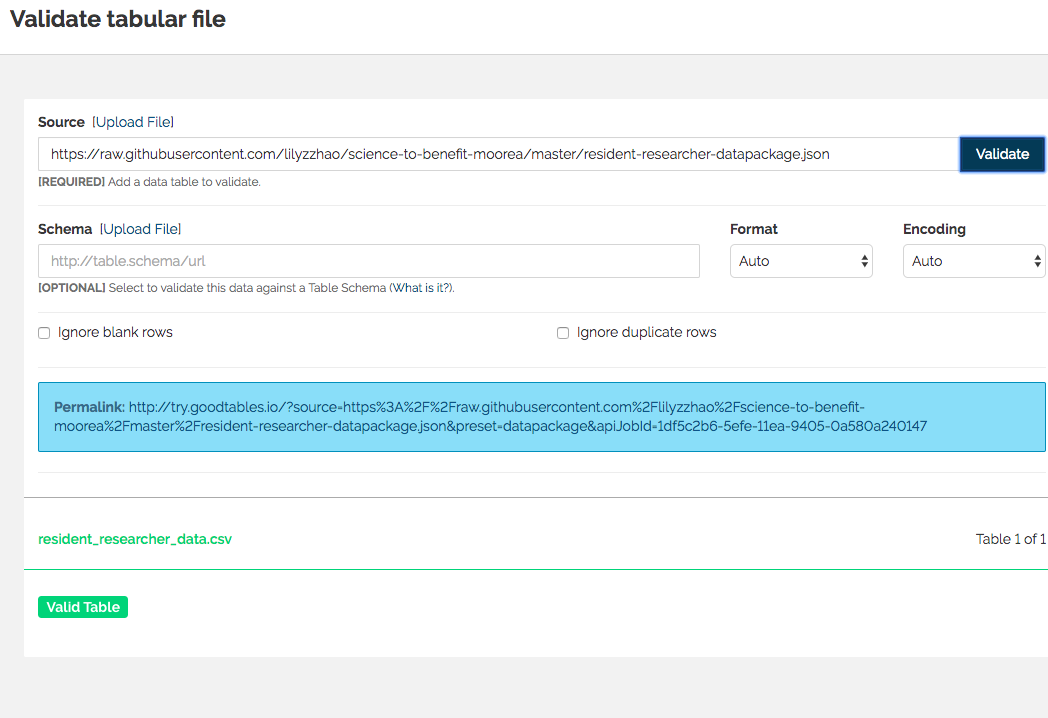 Validate tabular file
Source [Upload File]
https://raw.githubusercontent.com/lilyzzhao/science-to-benefit-moorea/master/resident-researcher-datapackage.json
Validate
[REQUIRED] Add a data table to validate.
Schema [Upload File]
Format
Encoding
http://table.schema/url
Auto
Auto
[OPTIONAL] Select to validate this data against a Table Schema (What is it?).
Ignore blank rows
Ignore duplicate rows
Permalink: http://try.goodtables.io/?source=https%3A%2F%2Fraw.githubusercontent.com%2Flilyzzhao%2Fscience-to-benefit-
moorea%2Fmaster%2Fresident-researcher-datapackage.json&preset=datapackage&apiJobId=1df5c2b6-5efe-11ea-9405-0a580a240147
resident_researcher_data.csv
Table 1 of 1
Valid Table